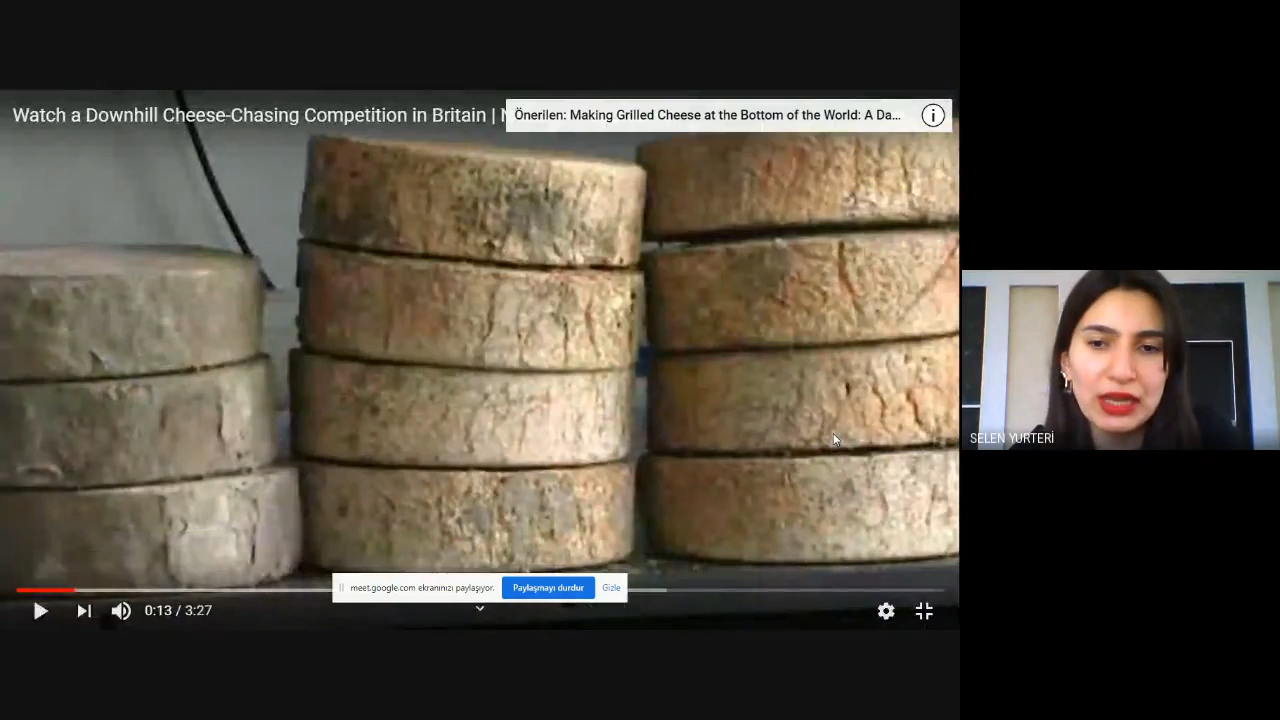 Watch a Downhill Cheese-Chasing Competition in Britain | N
Önerilen: Making Grilled Cheese at the Bottom of the World: A Da...
SELEN YURTERİ
meet.google.com ekranınızı paylaşıyor.
Paylaşmayı durdur
Gizle
0:13 / 3:27